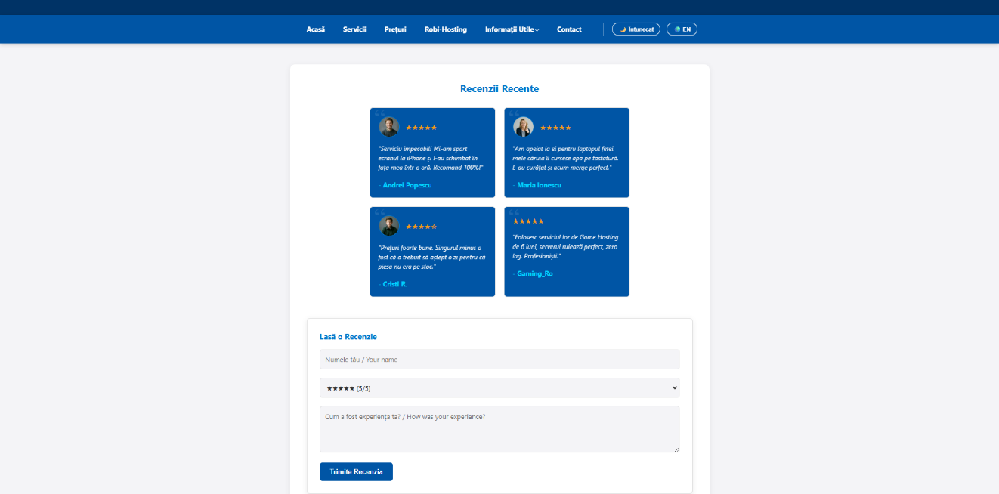 Acasă Servicii Prețuri Robi-Hosting Informații Utile Contact Întunecat EN
Recenzii Recente
★★★★★
"Serviciu impecabil! Mi-am spart
ecranul la iPhone și l-au schimbat în
fața mea într-o oră. Recomand 100%!"
- Andrei Popescu
★★★★★
"Am apelat la ei pentru laptopul fetei
mele căruia îi cursese apa pe tastatură.
L-au curățat și acum merge perfect."
- Maria Ionescu
★★★★☆
"Prețuri foarte bune. Singurul minus a
fost că a trebuit să aștept o zi pentru că
piesa nu era pe stoc."
- Cristi R.
★★★★★
"Folosesc serviciul lor de Game Hosting
de 6 luni, serverul rulează perfect, zero
lag. Profesioniști."
- Gaming_Ro
Lasă o Recenzie
Numele tău / Your name
★★★★★ (5/5)
Cum a fost experiența ta? / How was your experience?
Trimite Recenzia